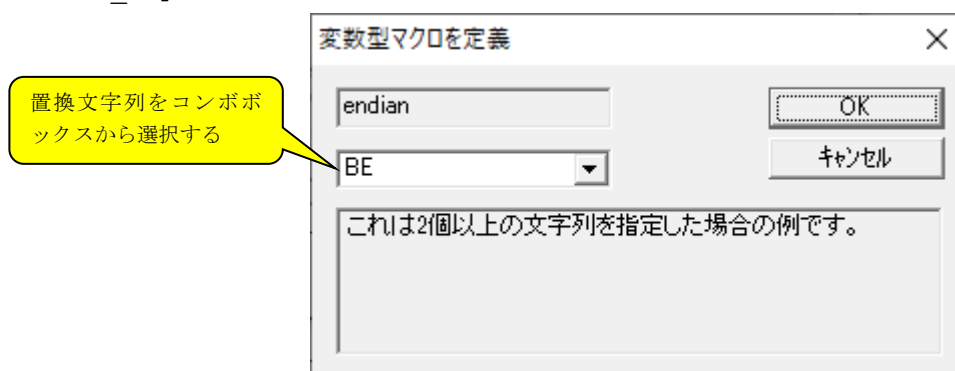 変数型マクロを定義
置換文字列をコンボボ
ックスから選択する
endian
OK
BE
キャンセル
これは2個以上の文字列を指定した場合の例です。